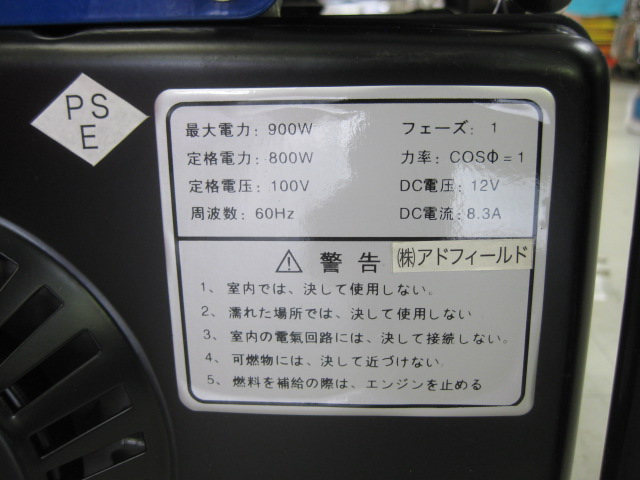 PS
E
最大電力: 900W フェーズ: 1
定格電力: 800W 力率: COSΦ=1
定格電圧: 100V DC電圧: 12V
周波数: 60Hz DC電流: 8.3A
⚠ 警告 ㈱アドフィールド
1、室内では、決して使用しない。
2、濡れた場所では、決して使用しない
3、室内の電氣回路には、決して接続しない。
4、可燃物には、決して近づけない
5、燃料を補給の際は、エンジンを止める